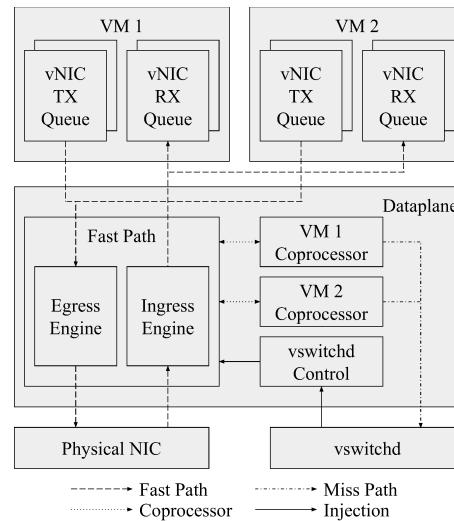 VM 1
VM 2
vNIC
TX
Queue
vNIC
RX
Queue
vNIC
TX
Queue
vNIC
RX
Queue
Dataplane
Fast Path
VM 1
Coprocessor
Egress
Engine
Ingress
Engine
VM 2
Coprocessor
vswitchd
Control
Physical NIC
vswitchd
Fast Path
Miss Path
Coprocessor
Injection